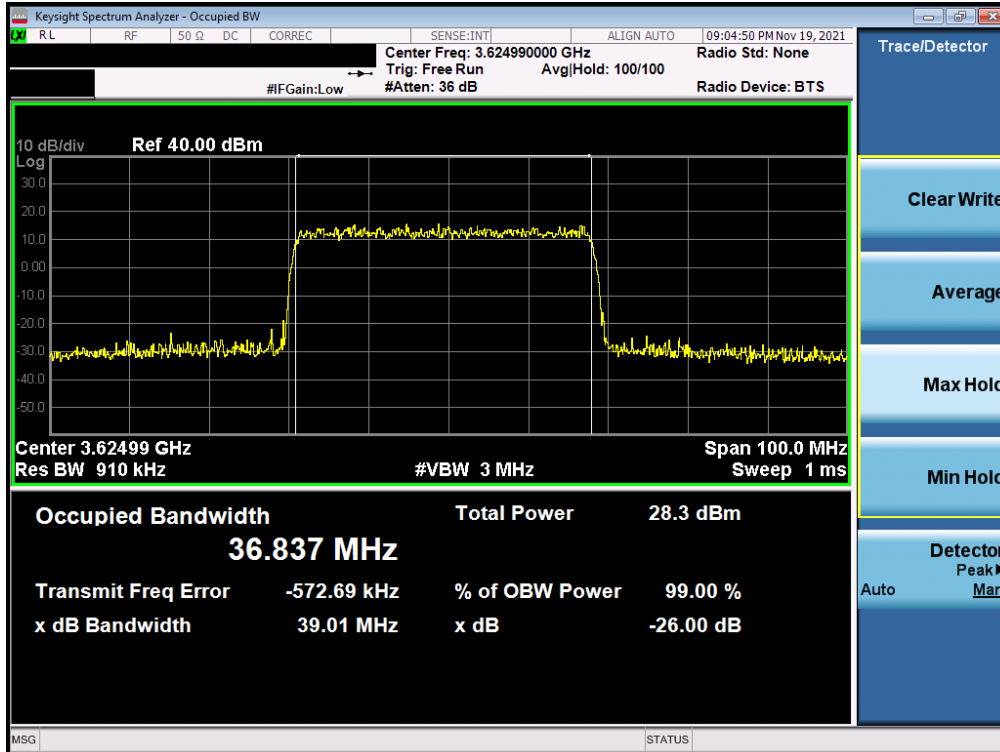 Keysight Spectrum Analyzer - Occupied BW
LXI RL RF 50 Ω DC CORREC SENSE:INT ALIGN AUTO 09:04:50 PM Nov 19, 2021
Center Freq: 3.624990000 GHz Radio Std: None
Trig: Free Run Avg|Hold: 100/100
#IFGain:Low #Atten: 36 dB Radio Device: BTS
10 dB/div Ref 40.00 dBm
Log
30.0
20.0
10.0
0.00
-10.0
-20.0
-30.0
-40.0
-50.0
Center 3.62499 GHz Span 100.0 MHz
Res BW 910 kHz #VBW 3 MHz Sweep 1 ms
Occupied Bandwidth Total Power 28.3 dBm
36.837 MHz
Transmit Freq Error -572.69 kHz % of OBW Power 99.00 %
x dB Bandwidth 39.01 MHz x dB -26.00 dB
MSG STATUS
Trace/Detector
Clear Write
Average
Max Hold
Min Hold
Detector
Peak
Auto Man